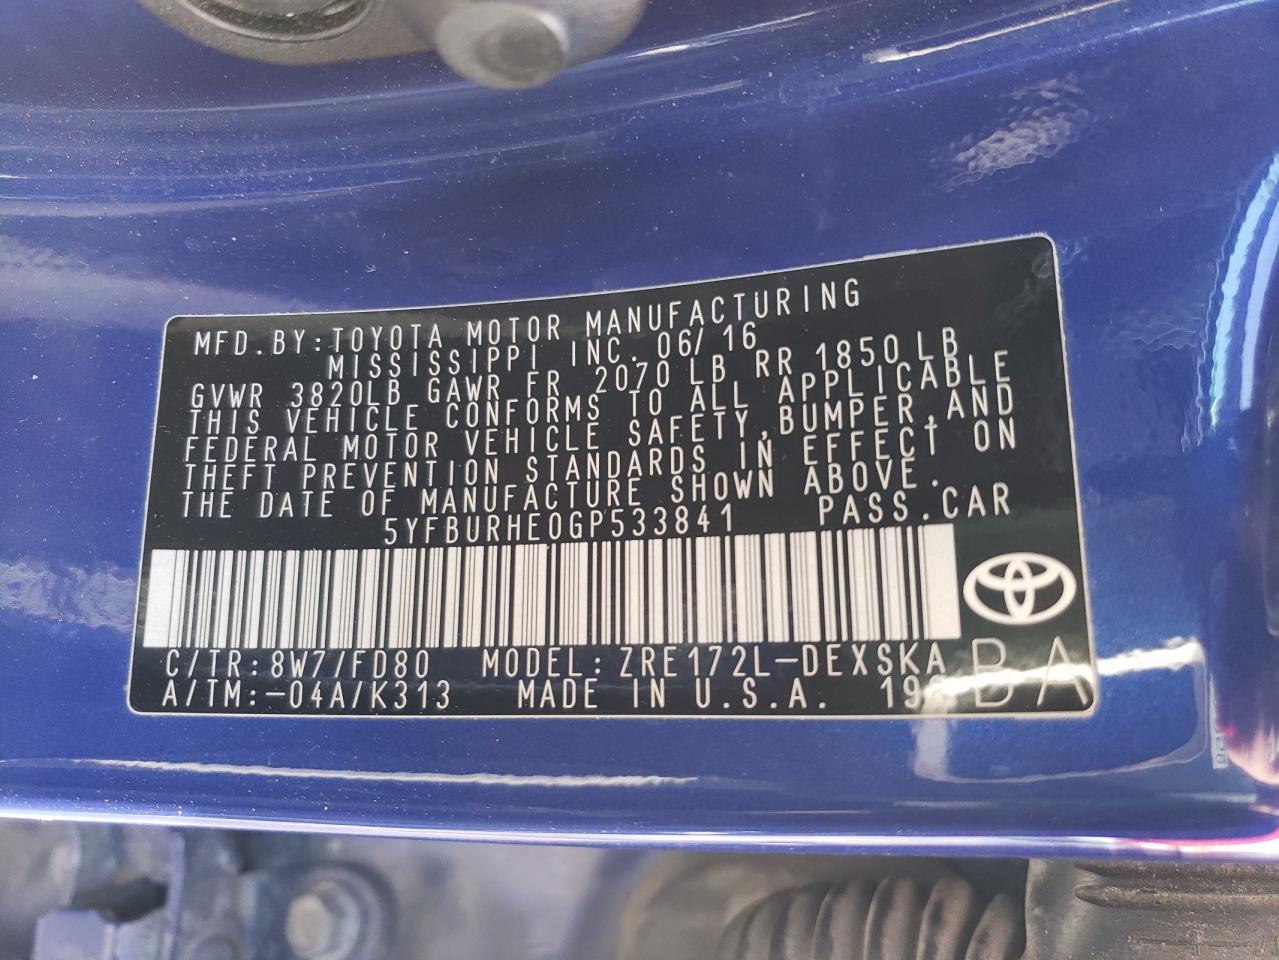 MFD.BY:TOYOTA MOTOR MANUFACTURING
MISSISSIPPI INC. 06/16
GVWR 3820LB GAWR FR 2070 LB RR 1850 LB
THIS VEHICLE CONFORMS TO ALL APPLICABLE
FEDERAL MOTOR VEHICLE SAFETY,BUMPER,AND
THEFT PREVENTION STANDARDS IN EFFECT ON
THE DATE OF MANUFACTURE SHOWN ABOVE.
5YFBURHE0GP533841 PASS.CAR
C/TR:8W7/FD80 MODEL:ZRE172L-DEXSKA
A/TM:-04A/K313 MADE IN U.S.A.
BA